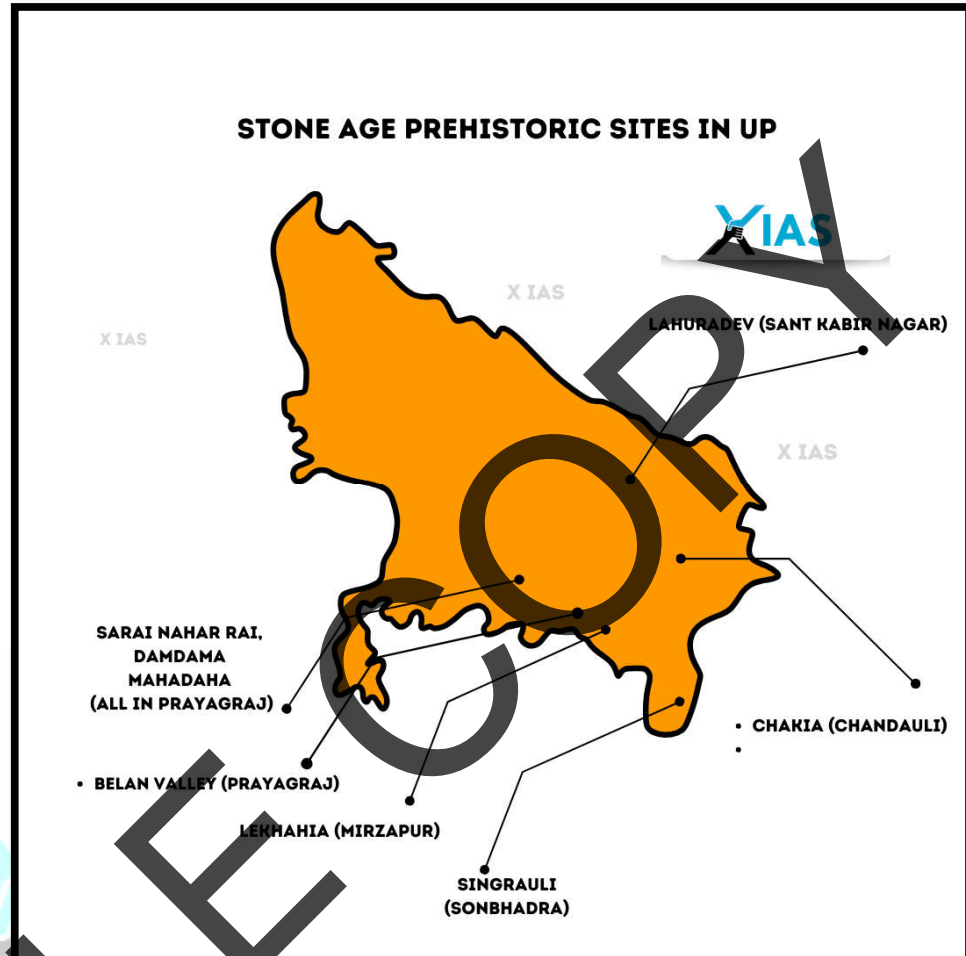 STONE AGE PREHISTORIC SITES IN UP
XIAS
X IAS
X IAS
LAHURADEV (SANT KABIR NAGAR)
X IAS
SARAI NAHAR RAI,
DAMDAMA
MAHADAHA
(ALL IN PRAYAGRAJ)
• CHAKIA (CHANDAULI)
•
• BELAN VALLEY (PRAYAGRAJ)
LEKHAHIA (MIRZAPUR)
SINGRAULI
(SONBHADRA)
E COPY